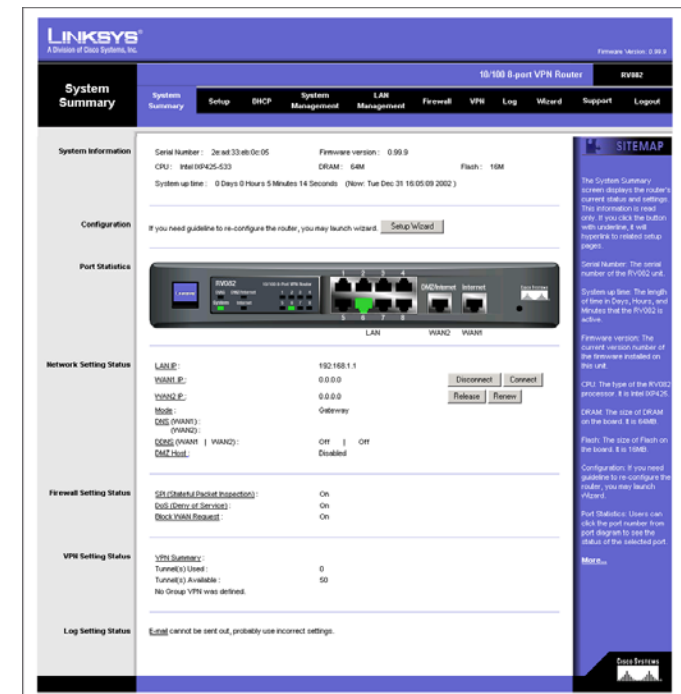 LINKSYS®
A Division of Cisco Systems, Inc.
Firmware Version: 0.99.9
10/100 8-port VPN Router
RV082
System Summary
System Summary
Setup
DHCP
System Management
LAN Management
Firewall
VPN
Log
Wizard
Support
Logout
System Information
Serial Number : 2e:ad:33:eb:0c:05 Firmware version : 0.99.9
CPU : Intel IXP425-533 DRAM : 64M Flash : 16M
System up time : 0 Days 0 Hours 5 Minutes 14 Seconds (Now: Tue Dec 31 16:05:09 2002 )
Configuration
If you need guideline to re-configure the router, you may launch wizard. Setup Wizard
Port Statistics
RV082
1 2 3 4
DMZ/Internet Internet
Cisco Systems
5 6 7 8
LAN WAN2 WAN1
Network Setting Status
LAN IP : 192.168.1.1
WAN1 IP : 0.0.0.0 Disconnect Connect
WAN2 IP : 0.0.0.0 Release Renew
Mode : Gateway
DNS (WAN1) :
(WAN2) :
DDNS (WAN1 | WAN2) : Off | Off
DMZ Host : Disabled
Firewall Setting Status
SPI (Stateful Packet Inspection) : On
DoS (Deny of Service) : On
Block WAN Request : On
VPN Setting Status
VPN Summary :
Tunnel(s) Used : 0
Tunnel(s) Available : 50
No Group VPN was defined.
Log Setting Status
E-mail cannot be sent out, probably use incorrect settings.
SITEMAP
The System Summary
screen displays the router's
current status and settings.
This information is read
only. If you click the button
with underline, it will
hyperlink to related setup
pages.
Serial Number: The serial
number of the RV082 unit.
System up time: The length
of time in Days, Hours, and
Minutes that the RV082 is
active.
Firmware version: The
current version number of
the firmware installed on
this unit.
CPU: The type of the RV082
processor. It is Intel IXP425.
DRAM: The size of DRAM
on the board. It is 64MB.
Flash: The size of Flash on
the board. It is 16MB.
Configuration: If you need
guideline to re-configure the
router, you may launch
Wizard.
Port Statistics: Users can
click the port number from
port diagram to see the
status of the selected port.
More...
Cisco Systems